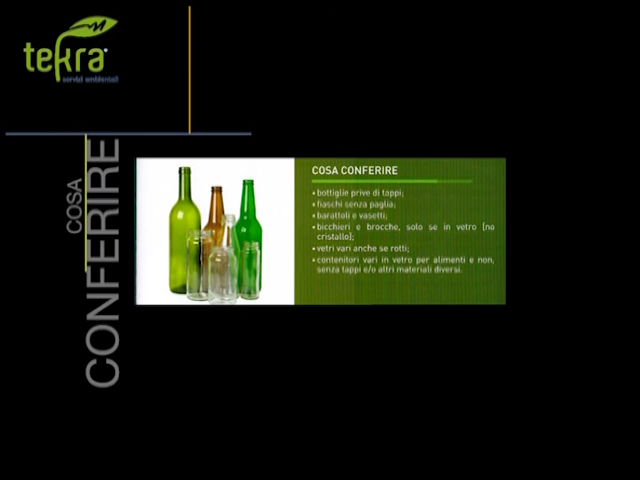 tekra
servizi ambientali
COSA
CONFERIRE
COSA CONFERIRE
• bottiglie prive di tappi;
• fiaschi senza paglia;
• barattoli e vasetti;
• bicchieri e brocche, solo se in vetro (no
cristallo);
• vetri vari anche se rotti;
• contenitori vari in vetro per alimenti e non,
senza tappi e/o altri materiali diversi.